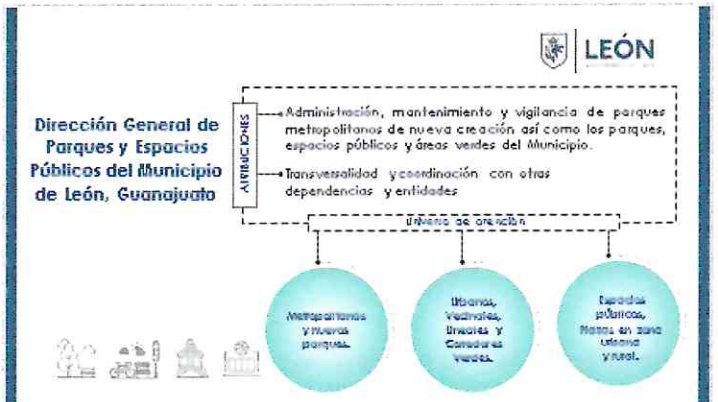 LEÓN
Dirección General de
Parques y Espacios
Públicos del Municipio
de León, Guanajuato
ATRIBUCIONES
Administración, mantenimiento y vigilancia de parques
metropolitanos de nueva creación así como los parques,
espacios públicos y áreas verdes del Municipio.
Transversalidad y coordinación con otras
dependencias y entidades
Universo de atención
Metropolitanos
y nuevos
parques.
Urbanos,
Vecinales,
Lineales y
Corredores
Verdes.
Espacios
públicos,
Plazas en zona
urbana
y rural.